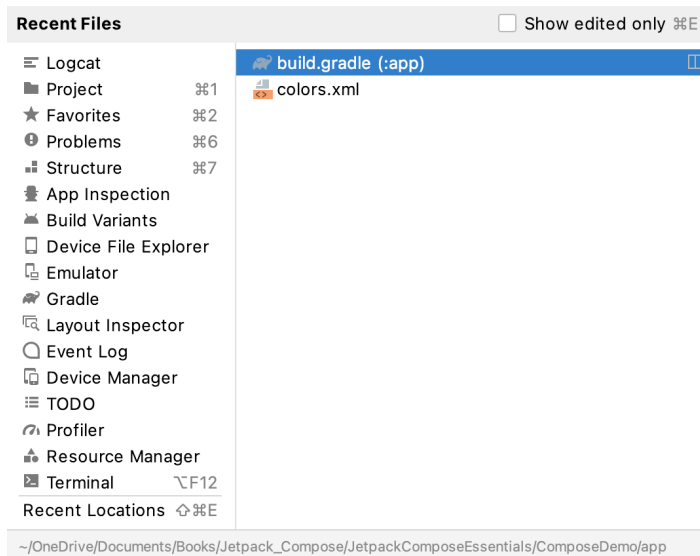 Recent Files
Show edited only ⌘E
Logcat
Project ⌘1
Favorites ⌘2
Problems ⌘6
Structure ⌘7
App Inspection
Build Variants
Device File Explorer
Emulator
Gradle
Layout Inspector
Event Log
Device Manager
TODO
Profiler
Resource Manager
Terminal ⌥F12
Recent Locations ⇧⌘E
build.gradle (:app)
colors.xml
~/OneDrive/Documents/Books/Jetpack_Compose/JetpackComposeEssentials/ComposeDemo/app